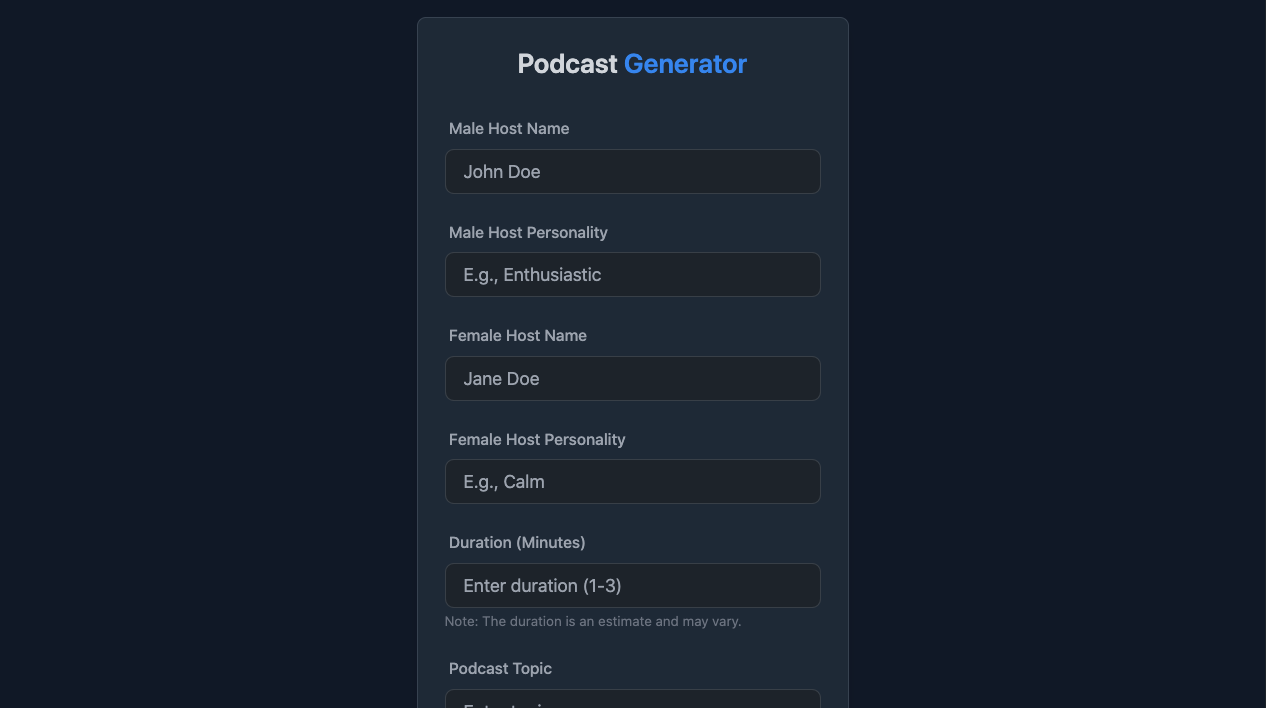 Podcast Generator
Male Host Name
John Doe
Male Host Personality
E.g., Enthusiastic
Female Host Name
Jane Doe
Female Host Personality
E.g., Calm
Duration (Minutes)
Enter duration (1-3)
Note: The duration is an estimate and may vary.
Podcast Topic